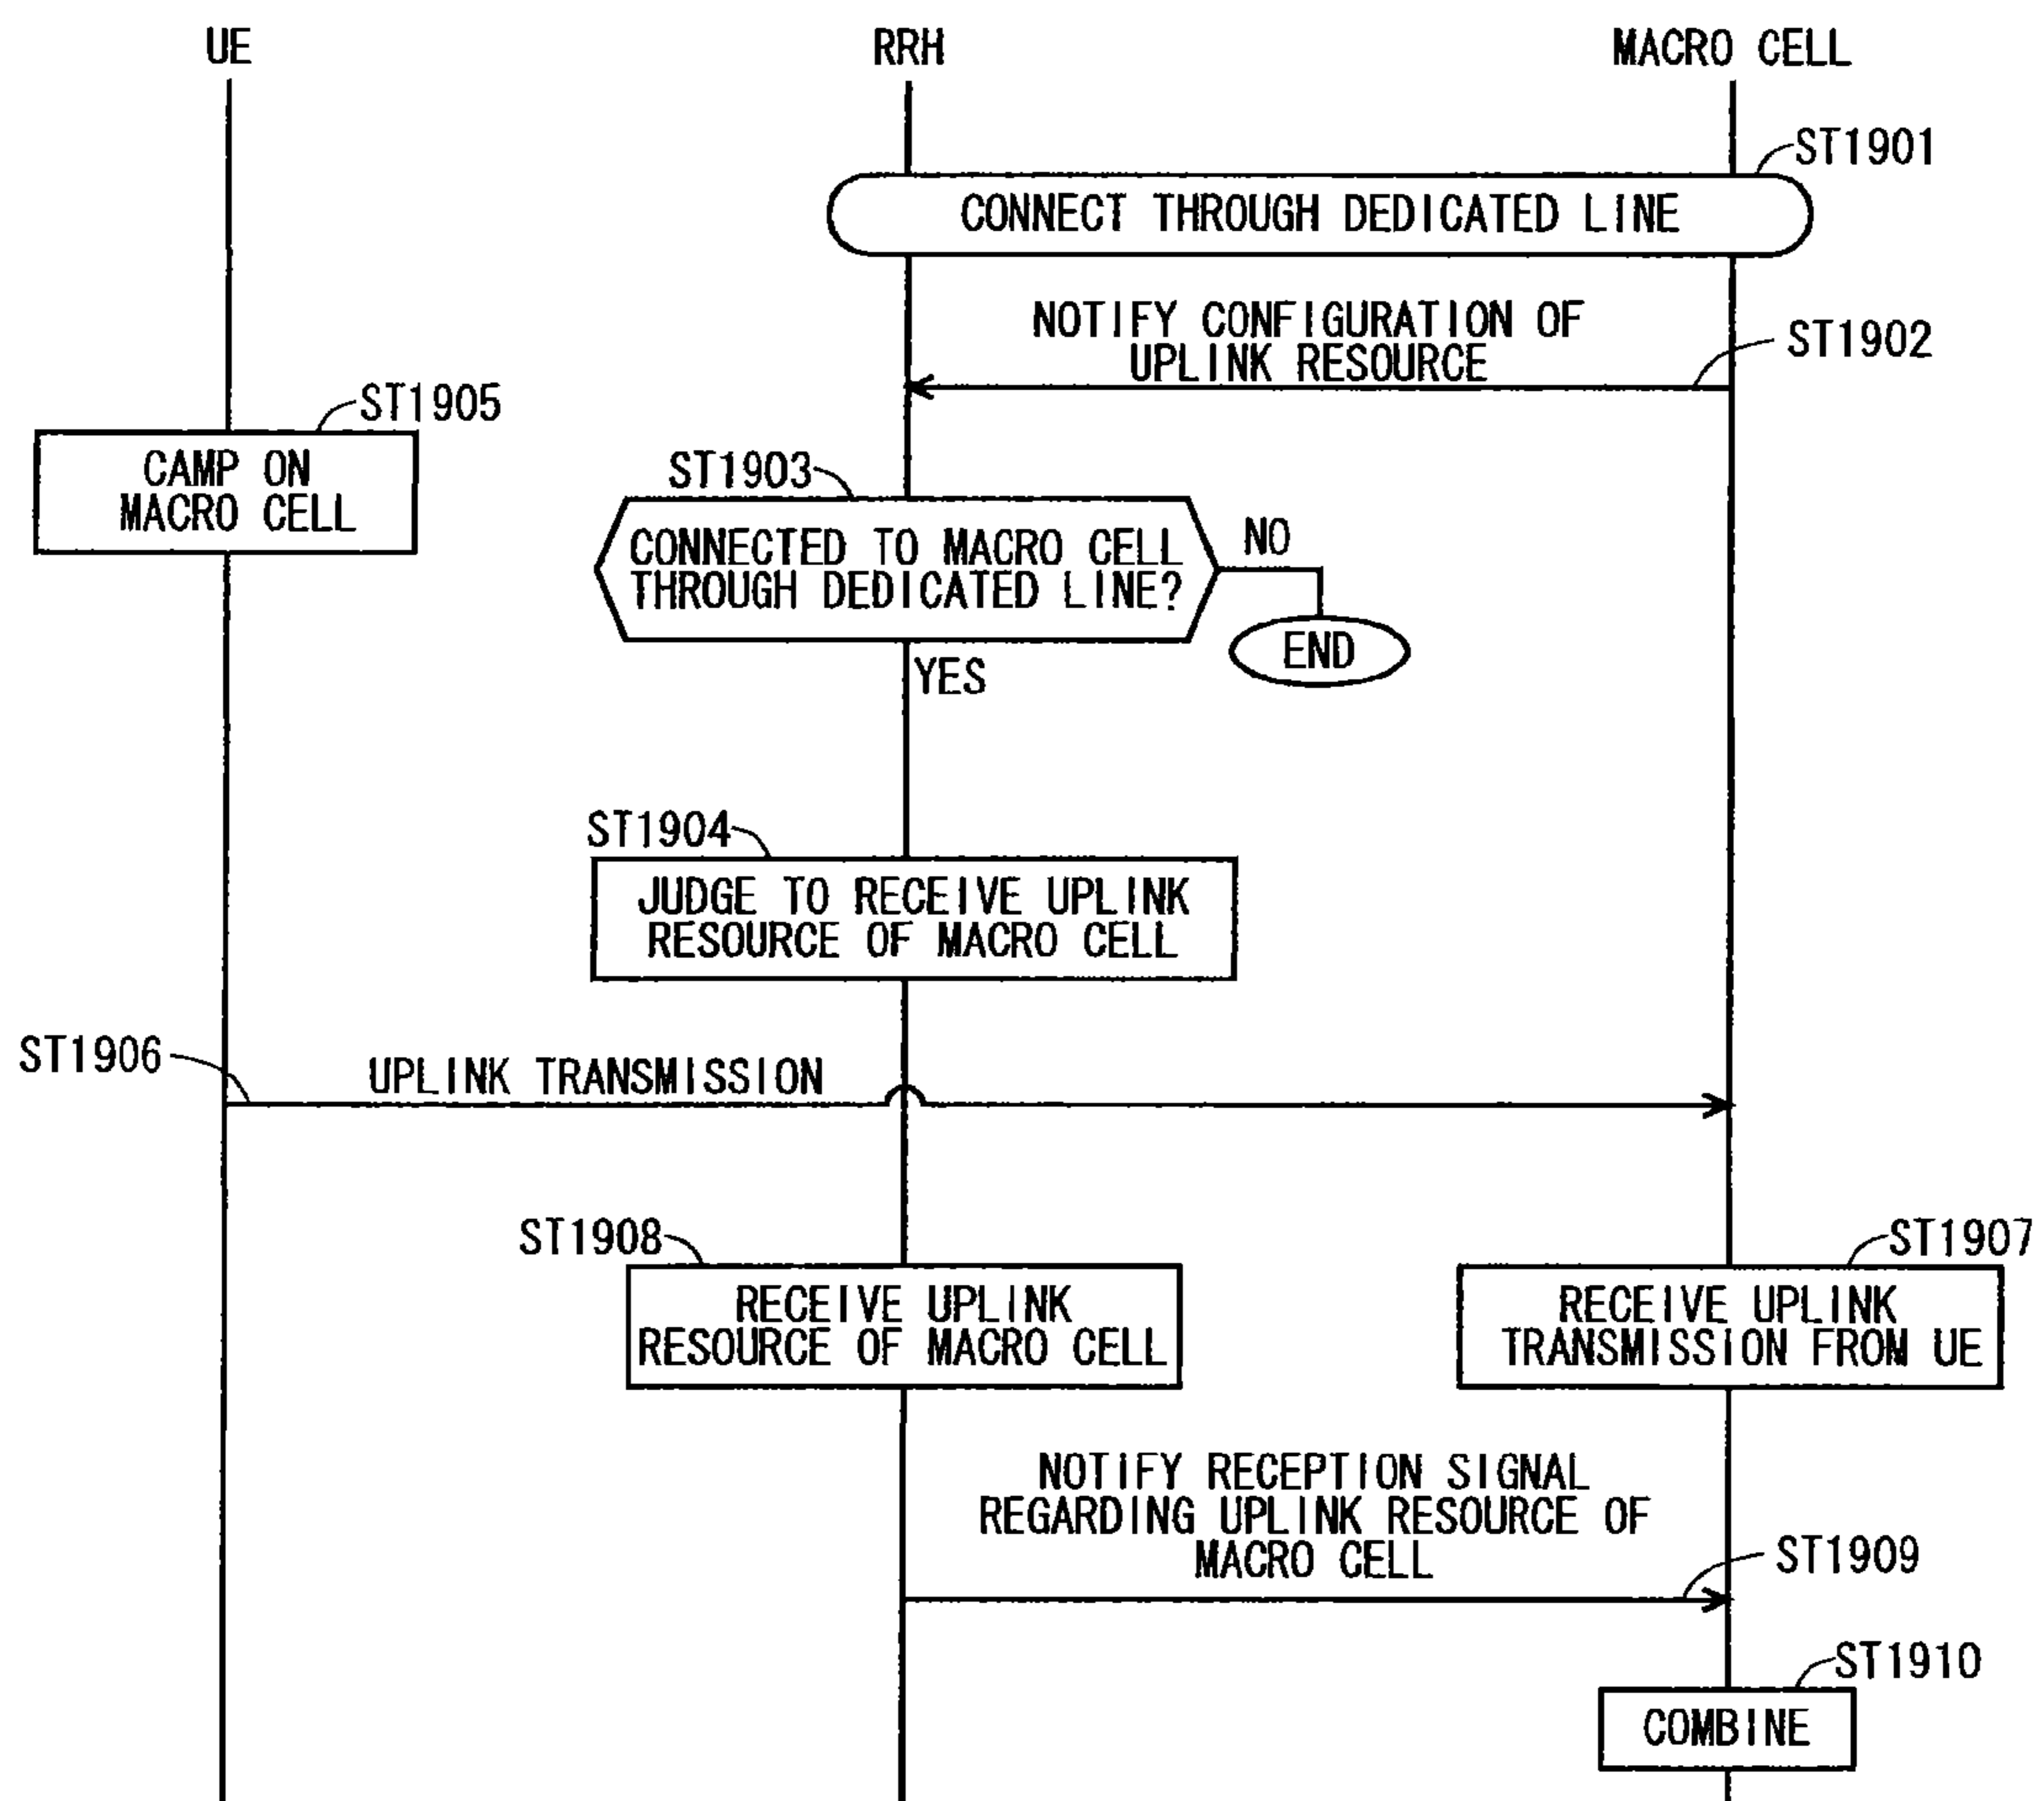 UE
RRH
MACRO CELL
ST1901
CONNECT THROUGH DEDICATED LINE
NOTIFY CONFIGURATION OF
UPLINK RESOURCE
ST1902
ST1905
CAMP ON
MACRO CELL
ST1903
CONNECTED TO MACRO CELL
THROUGH DEDICATED LINE?
NO
END
YES
ST1904
JUDGE TO RECEIVE UPLINK
RESOURCE OF MACRO CELL
ST1906
UPLINK TRANSMISSION
ST1908
RECEIVE UPLINK
RESOURCE OF MACRO CELL
ST1907
RECEIVE UPLINK
TRANSMISSION FROM UE
NOTIFY RECEPTION SIGNAL
REGARDING UPLINK RESOURCE OF
MACRO CELL
ST1909
ST1910
COMBINE